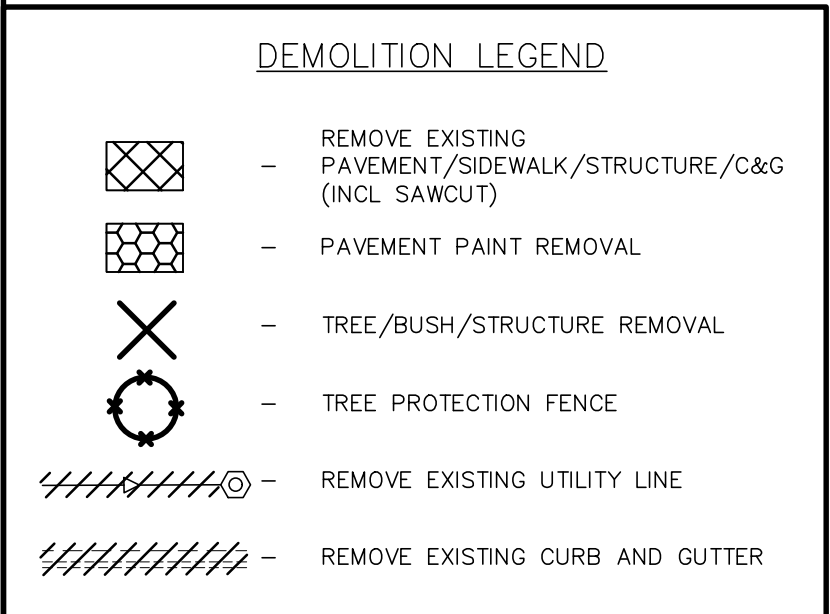 DEMOLITION LEGEND
REMOVE EXISTING
- PAVEMENT/SIDEWALK/STRUCTURE/C&G
(INCL SAWCUT)
- PAVEMENT PAINT REMOVAL
- TREE/BUSH/STRUCTURE REMOVAL
- TREE PROTECTION FENCE
- REMOVE EXISTING UTILITY LINE
- REMOVE EXISTING CURB AND GUTTER